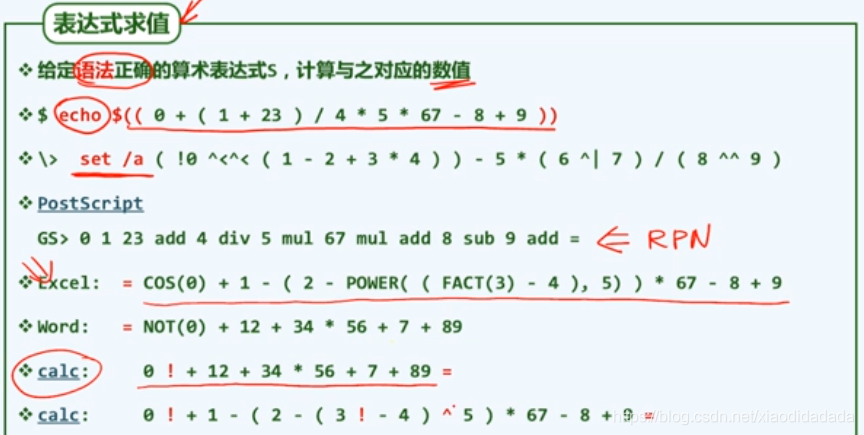 表达式求值
❖ 给定语法正确的算术表达式S，计算与之对应的数值
❖ $ echo $(( 0 + ( 1 + 23 ) / 4 * 5 * 67 - 8 + 9 ))
❖ \> set /a ( !0 ^<^< ( 1 - 2 + 3 * 4 ) ) - 5 * ( 6 ^| 7 ) / ( 8 ^^ 9 )
❖ PostScript
GS> 0 1 23 add 4 div 5 mul 67 mul add 8 sub 9 add = ⇐ RPN
❖ Excel: = COS(0) + 1 - ( 2 - POWER( ( FACT(3) - 4 ), 5) ) * 67 - 8 + 9
❖ Word: = NOT(0) + 12 + 34 * 56 + 7 + 89
❖ calc: 0 ! + 12 + 34 * 56 + 7 + 89 =
❖ calc: 0 ! + 1 - ( 2 - ( 3 ! - 4 ) ^ 5 ) * 67 - 8 + 9 =
https://blog.csdn.net/xiaodidadada